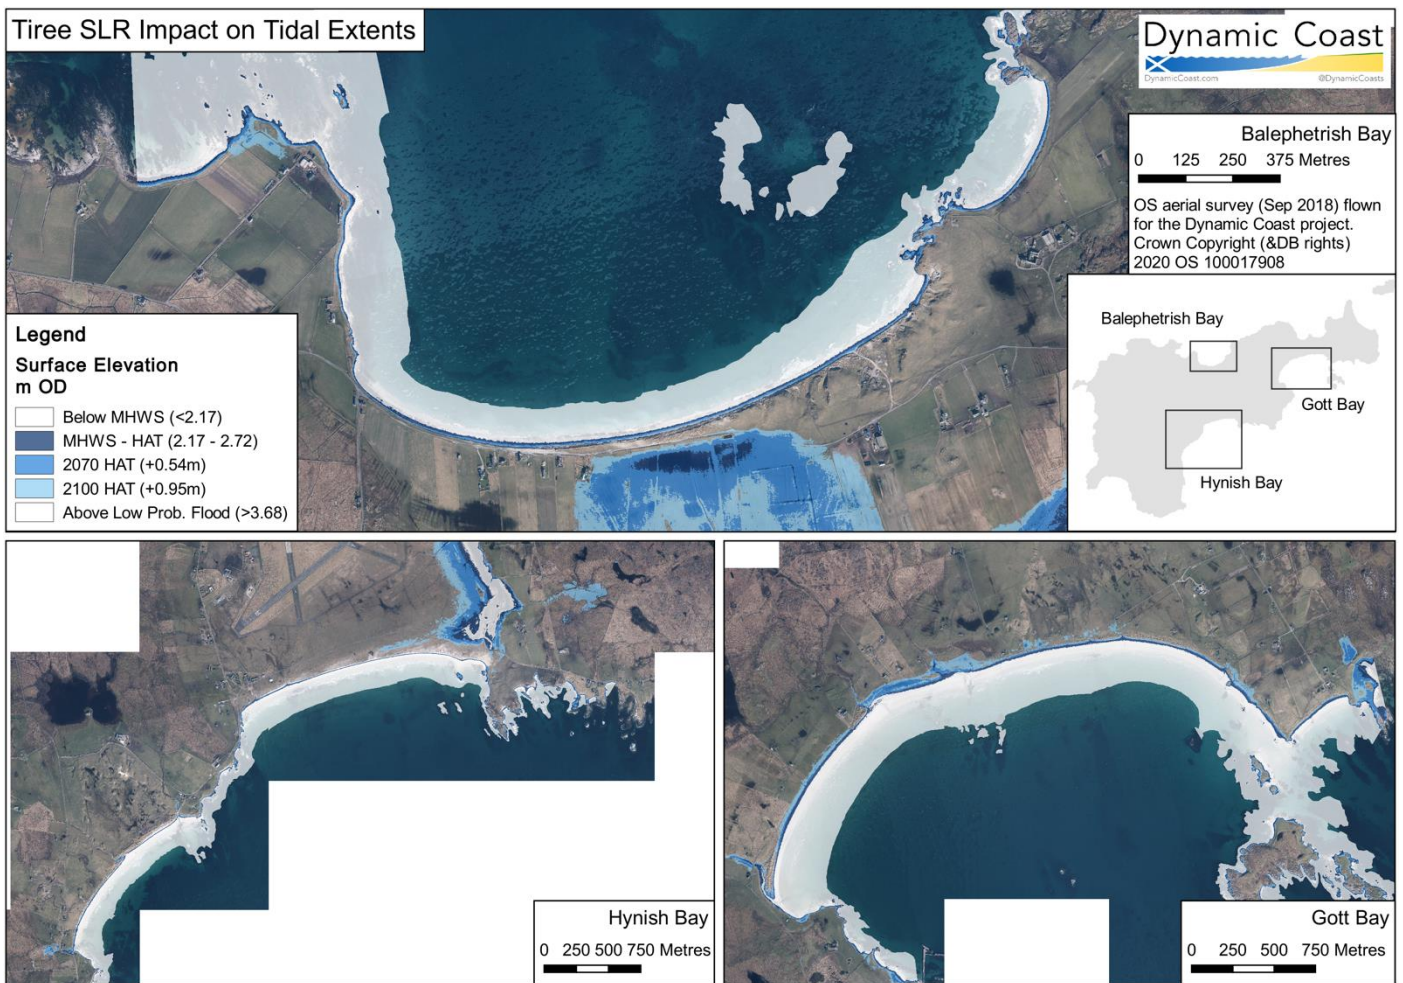 Tiree SLR Impact on Tidal Extents
Dynamic Coast
DynamicCoast.com
@DynamicCoasts
Balephetrish Bay
0 125 250 375 Metres
OS aerial survey (Sep 2018) flown
for the Dynamic Coast project.
Crown Copyright (&DB rights)
2020 OS 100017908
Balephetrish Bay
Gott Bay
Hynish Bay
Legend
Surface Elevation
m OD
Below MHWS (<2.17)
MHWS - HAT (2.17 - 2.72)
2070 HAT (+0.54m)
2100 HAT (+0.95m)
Above Low Prob. Flood (>3.68)
Hynish Bay
0 250 500 750 Metres
Gott Bay
0 250 500 750 Metres